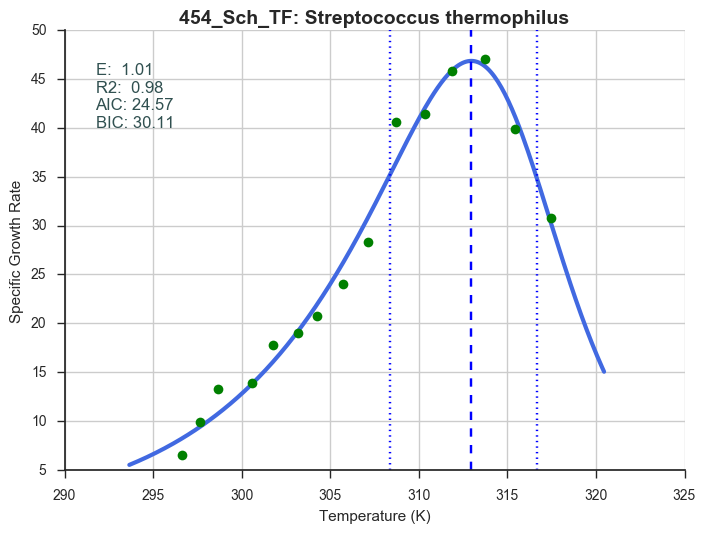 454_Sch_TF: Streptococcus thermophilus
E:  1.01
R2:  0.98
AIC: 24.57
BIC: 30.11
Specific Growth Rate
50
45
40
35
30
25
20
15
10
5
290 295 300 305 310 315 320 325
Temperature (K)